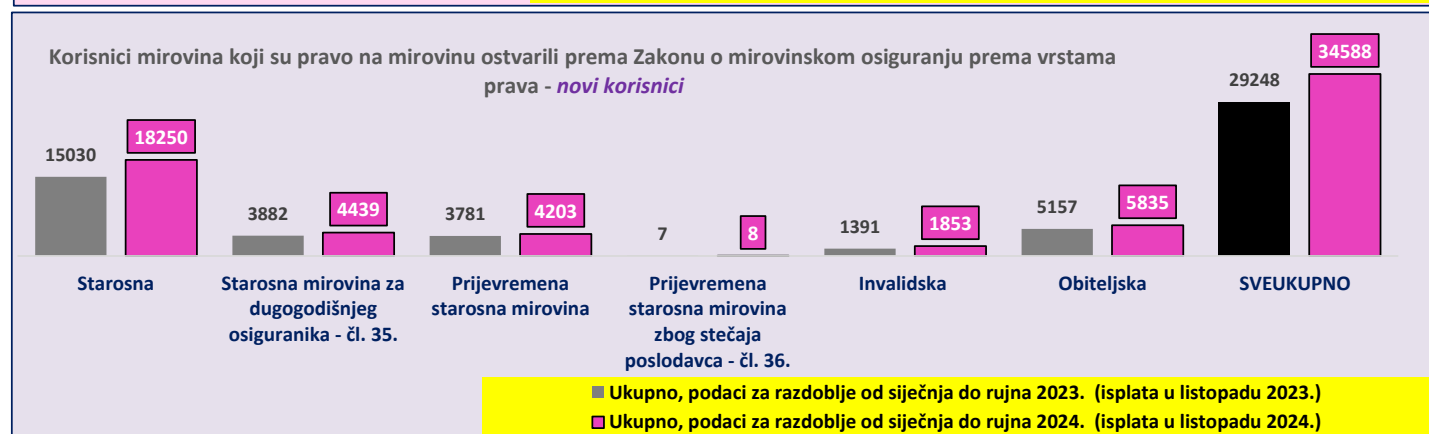 Korisnici mirovina koji su pravo na mirovinu ostvarili prema Zakonu o mirovinskom osiguranju prema vrstama
prava - novi korisnici
15030
18250
3882
4439
3781
4203
7
8
1391
1853
5157
5835
29248
34588
Starosna
Starosna mirovina za
dugogodišnjeg
osiguranika - čl. 35.
Prijevremena
starosna mirovina
Prijevremena
starosna mirovina
zbog stečaja
poslodavca - čl. 36.
Invalidska
Obiteljska
SVEUKUPNO
Ukupno, podaci za razdoblje od siječnja do rujna 2023. (isplata u listopadu 2023.)
Ukupno, podaci za razdoblje od siječnja do rujna 2024. (isplata u listopadu 2024.)